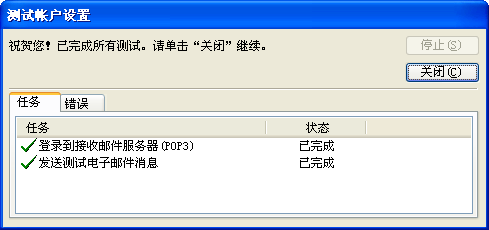 测试帐户设置
祝贺您！已完成所有测试。请单击“关闭”继续。
停止(S)
关闭(C)
任务 错误
任务 状态
登录到接收邮件服务器(POP3) 已完成
发送测试电子邮件消息 已完成